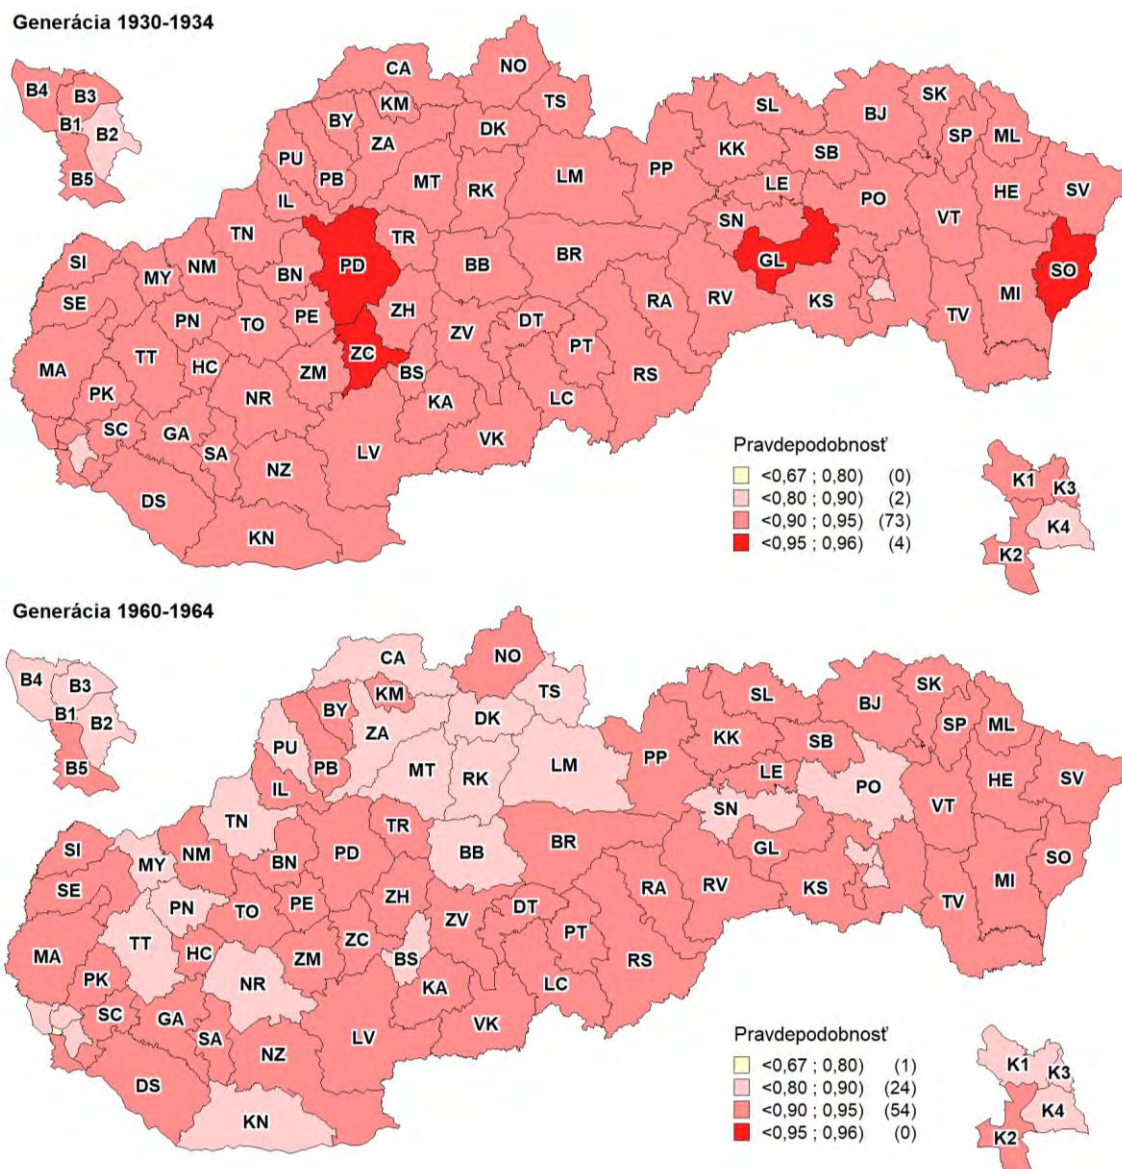 Generácia 1930-1934
B4
B3
B1
B2
B5
CA
NO
KM
TS
BY
ZA
DK
PU
PB
MT
RK
LM
IL
PP
SL
KK
BJ
SK
SP
ML
SB
LE
PO
HE
SV
VT
SN
TN
TR
PD
BB
BR
GL
SO
SI
MY
NM
BN
SE
PN
TO
PE
ZH
ZV
DT
RA
RV
KS
MI
TV
MA
TT
HC
ZM
ZC
BS
PT
RS
PK
NR
KA
LC
SC
GA
SA
LV
VK
NZ
DS
KN
Pravdepodobnosť
<0,67 ; 0,80) (0)
<0,80 ; 0,90) (2)
<0,90 ; 0,95) (73)
<0,95 ; 0,96) (4)
K1
K3
K4
K2
Generácia 1960-1964
B4
B3
B1
B2
B5
CA
NO
KM
TS
BY
ZA
DK
PU
PB
MT
RK
LM
IL
PP
SL
KK
BJ
SK
SP
ML
SB
LE
PO
HE
SV
VT
SN
TN
TR
PD
BB
BR
GL
SO
SI
MY
NM
BN
SE
PN
TO
PE
ZH
ZV
DT
RA
RV
KS
MI
TV
MA
TT
HC
ZM
ZC
BS
PT
RS
PK
NR
KA
LC
SC
GA
SA
LV
VK
NZ
DS
KN
Pravdepodobnosť
<0,67 ; 0,80) (1)
<0,80 ; 0,90) (24)
<0,90 ; 0,95) (54)
<0,95 ; 0,96) (0)
K1
K3
K4
K2